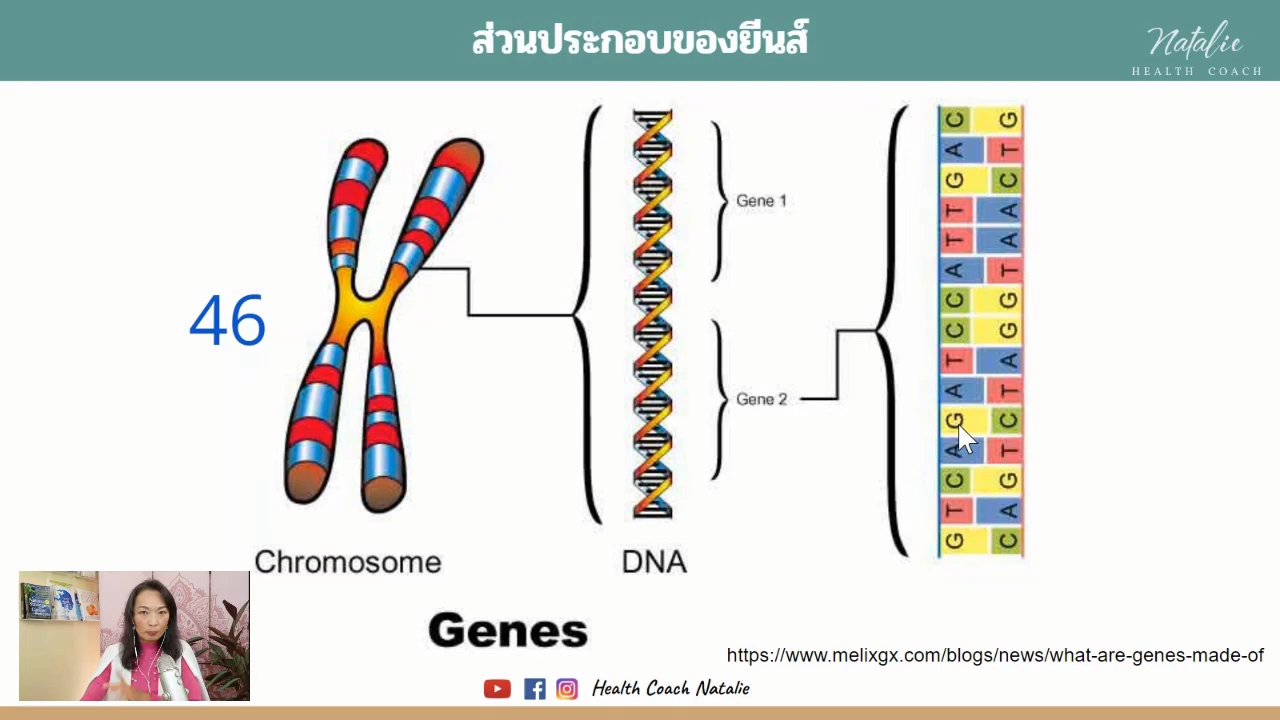 ส่วนประกอบของยีนส์
Natalie
HEALTH COACH
46
Chromosome
DNA
Gene 1
Gene 2
C G
A T
G C
T A
T A
A T
C G
C G
T A
A T
G C
A T
C G
T A
G C
Genes
https://www.melixgx.com/blogs/news/what-are-genes-made-of
Health Coach Natalie